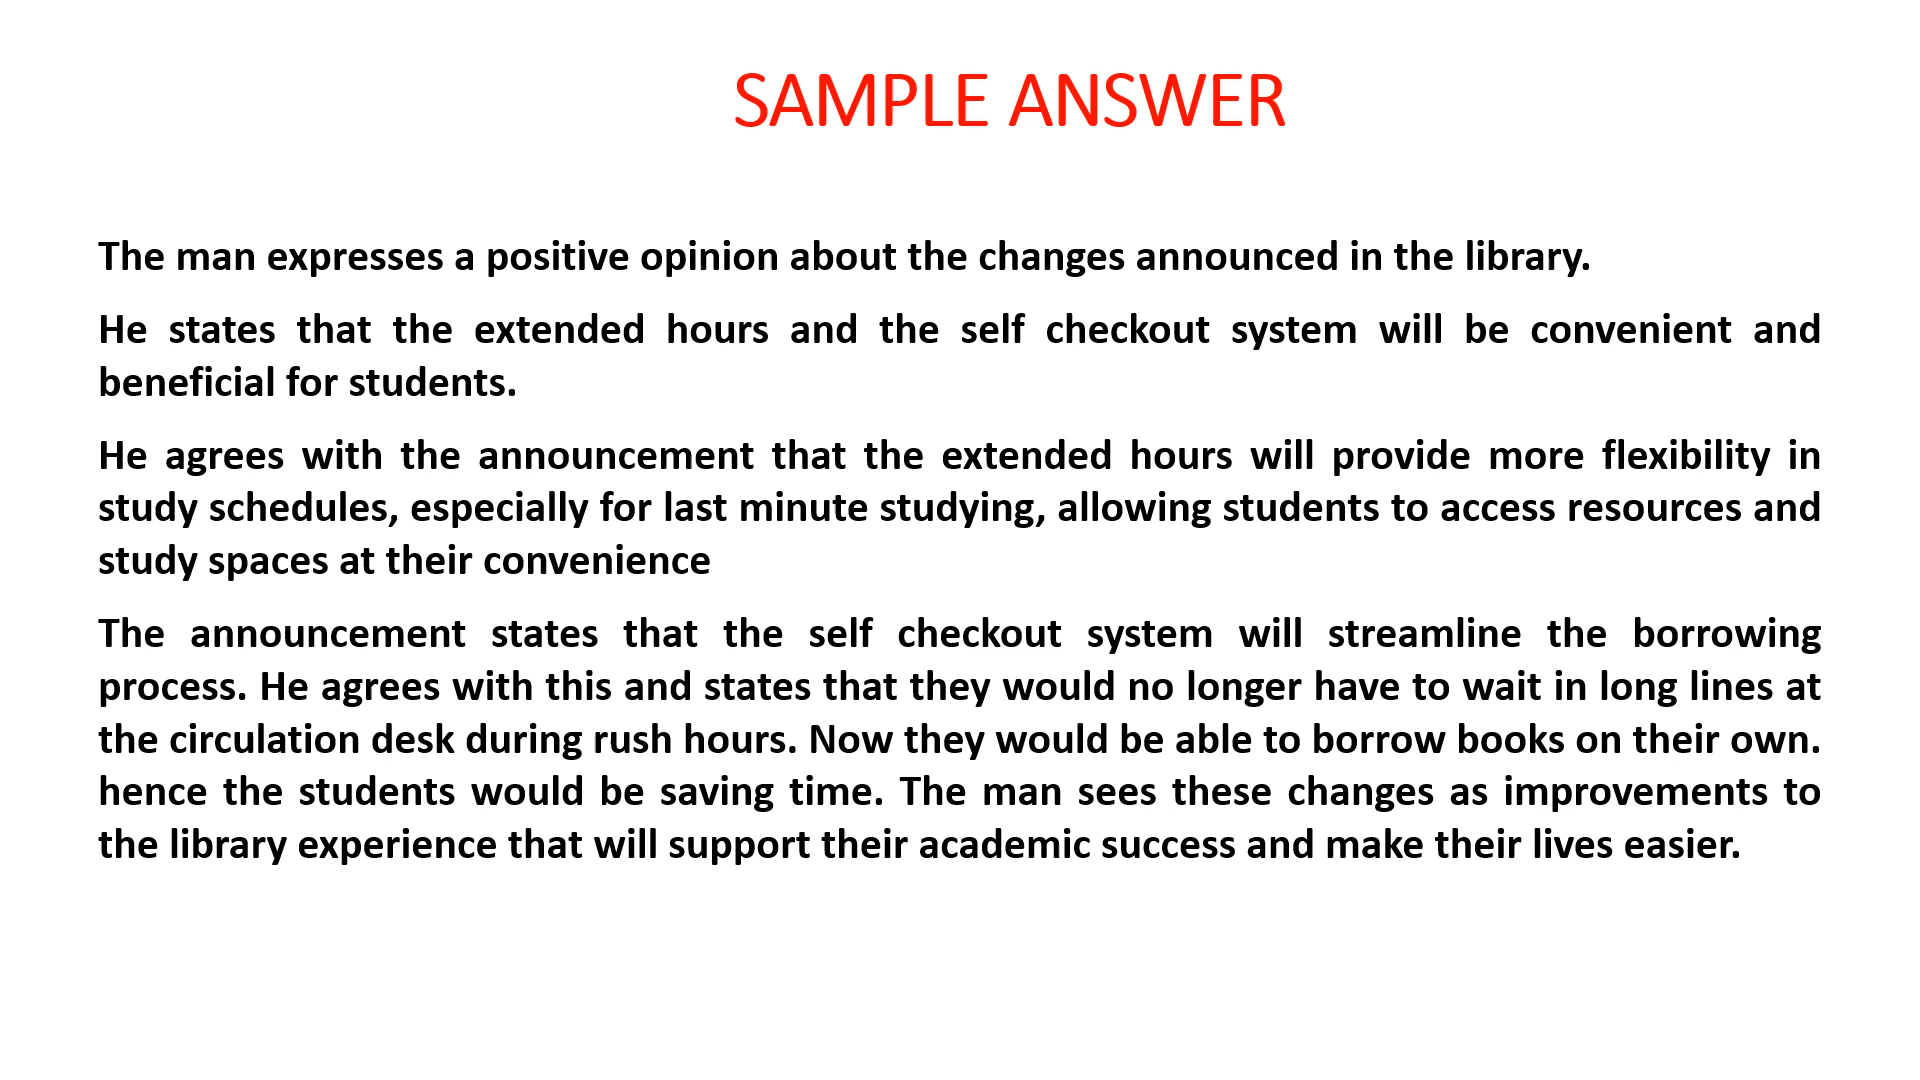 SAMPLE ANSWER
The man expresses a positive opinion about the changes announced in the library.
He states that the extended hours and the self checkout system will be convenient and
beneficial for students.
He agrees with the announcement that the extended hours will provide more flexibility in
study schedules, especially for last minute studying, allowing students to access resources and
study spaces at their convenience
The announcement states that the self checkout system will streamline the borrowing
process. He agrees with this and states that they would no longer have to wait in long lines at
the circulation desk during rush hours. Now they would be able to borrow books on their own.
hence the students would be saving time. The man sees these changes as improvements to
the library experience that will support their academic success and make their lives easier.